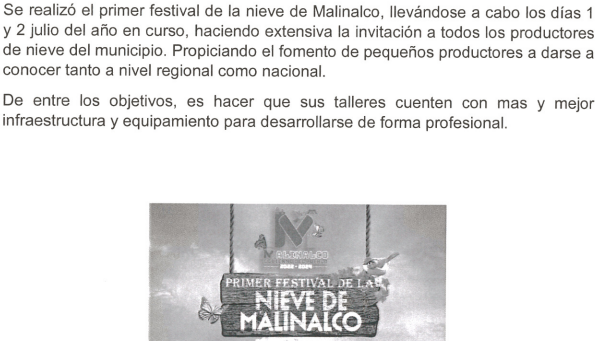 Se realizó el primer festival de la nieve de Malinalco, llevándose a cabo los días 1
y 2 julio del año en curso, haciendo extensiva la invitación a todos los productores
de nieve del municipio. Propiciando el fomento de pequeños productores a darse a
conocer tanto a nivel regional como nacional.
De entre los objetivos, es hacer que sus talleres cuenten con mas y mejor
infraestructura y equipamiento para desarrollarse de forma profesional.
MALINALCO
2022 - 2024
PRIMER FESTIVAL DE LA
NIEVE DE
MALINALCO